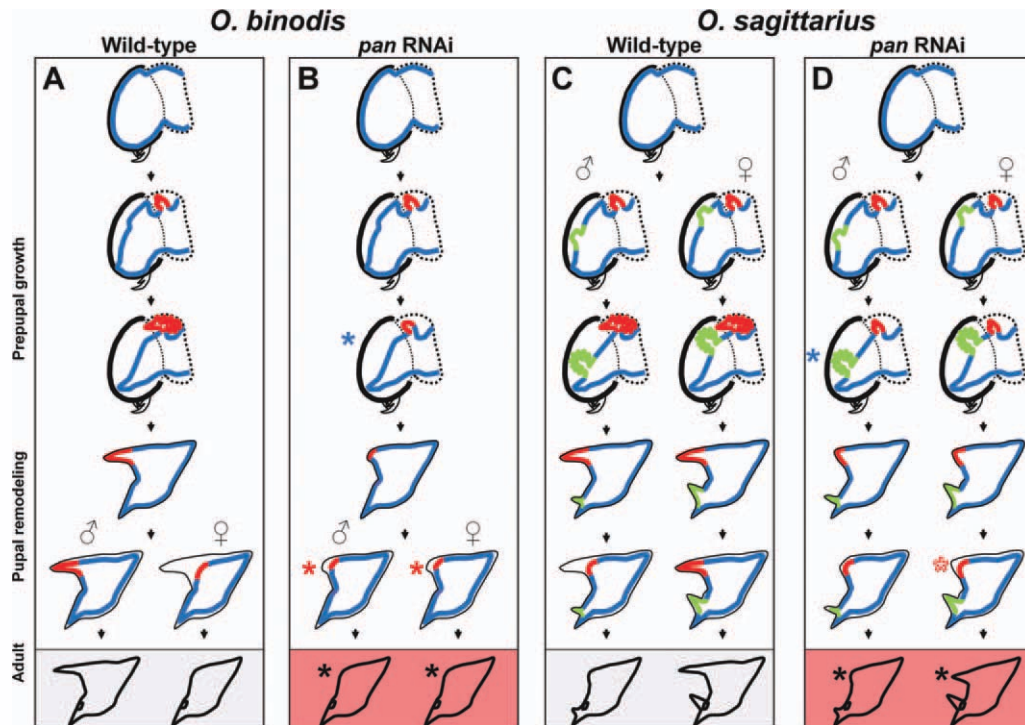 O. binodis
O. sagittarius
Wild-type
pan RNAi
Wild-type
pan RNAi
A
B
C
D
♂
♀
♂
♀
Prepupal growth
*
*
Pupal remodeling
♂
♀
♂
♀
*
*
Adult
*
*
*
*